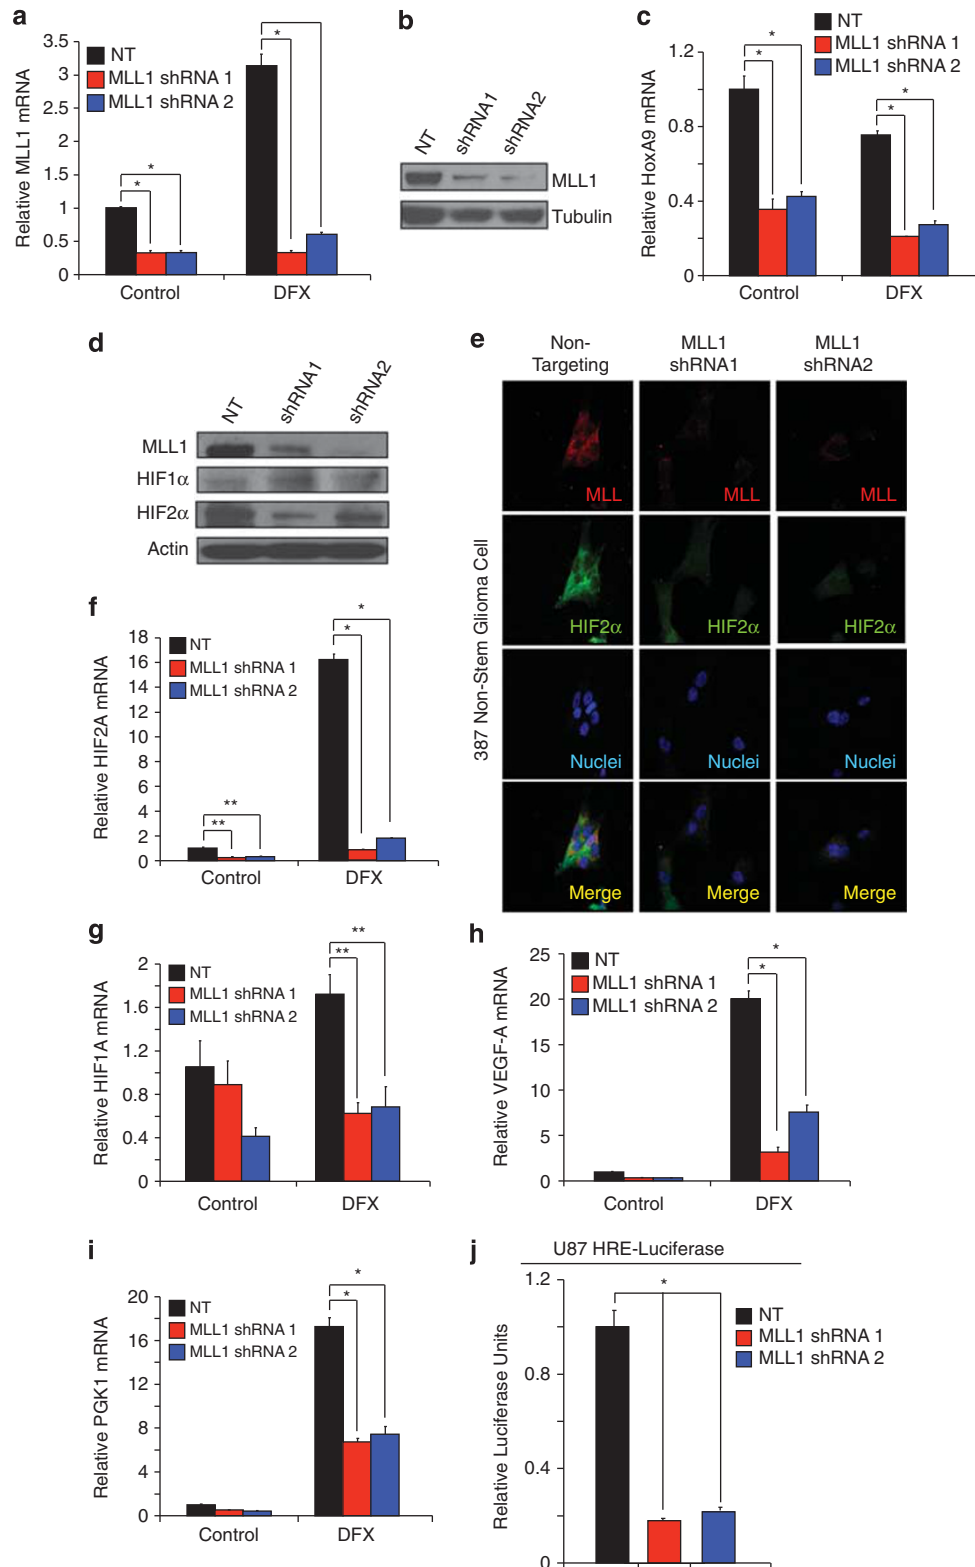 a
Relative MLL1 mRNA
3.5
3
2.5
2
1.5
1
0.5
0
NT
MLL1 shRNA 1
MLL1 shRNA 2
* *
* *
Control DFX
b
NT shRNA1 shRNA2
MLL1
Tubulin
c
Relative HoxA9 mRNA
1.2
0.8
0.4
0
NT
MLL1 shRNA 1
MLL1 shRNA 2
* *
* *
Control DFX
d
NT shRNA1 shRNA2
MLL1
HIF1α
HIF2α
Actin
e
Non-Targeting
MLL1 shRNA1
MLL1 shRNA2
387 Non-Stem Glioma Cell
MLL MLL MLL
HIF2α HIF2α HIF2α
Nuclei Nuclei Nuclei
Merge Merge Merge
f
Relative HIF2A mRNA
18
16
14
12
10
8
6
4
2
0
NT
MLL1 shRNA 1
MLL1 shRNA 2
** **
* *
Control DFX
g
Relative HIF1A mRNA
2
1.6
1.2
0.8
0.4
0
NT
MLL1 shRNA 1
MLL1 shRNA 2
** **
Control DFX
h
Relative VEGF-A mRNA
25
20
15
10
5
0
NT
MLL1 shRNA 1
MLL1 shRNA 2
* *
Control DFX
i
Relative PGK1 mRNA
20
16
12
8
4
0
NT
MLL1 shRNA 1
MLL1 shRNA 2
* *
Control DFX
j
U87 HRE-Luciferase
Relative Luciferase Units
1.2
0.8
0.4
0
*
NT
MLL1 shRNA 1
MLL1 shRNA 2